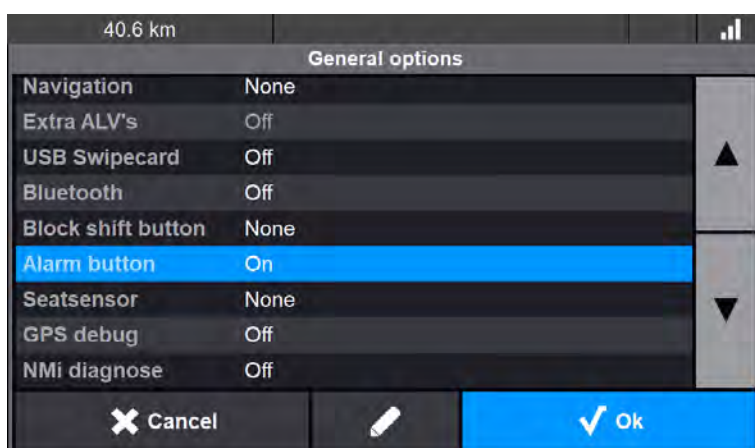 40.6 km
General options
Navigation None
Extra ALV's Off
USB Swipecard Off
Bluetooth Off
Block shift button None
Alarm button On
Seatsensor None
GPS debug Off
NMi diagnose Off
Cancel Ok